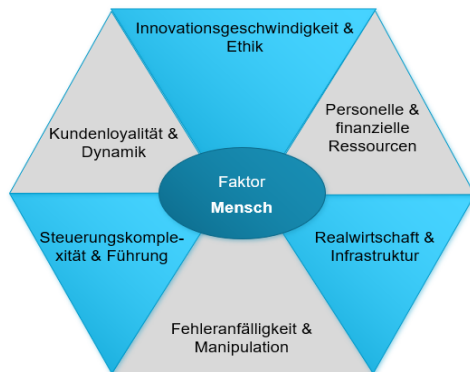 Innovationsgeschwindigkeit &
Ethik
Personelle &
finanzielle
Ressourcen
Kundenloyalität &
Dynamik
Faktor
Mensch
Steuerungskomple-
xität & Führung
Realwirtschaft &
Infrastruktur
Fehleranfälligkeit &
Manipulation